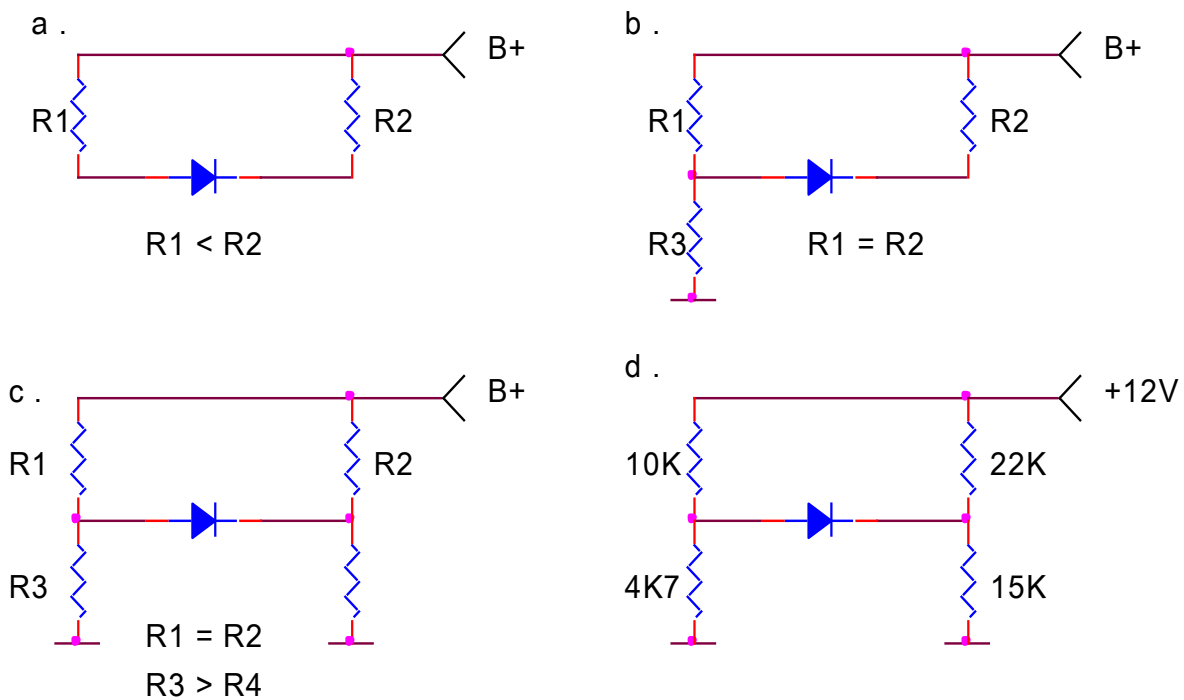 a .
B+
R1
R2
R1 < R2
b .
B+
R1
R2
R3
R1 = R2
c .
B+
R1
R2
R3
R1 = R2
R3 > R4
d .
+12V
10K
22K
4K7
15K